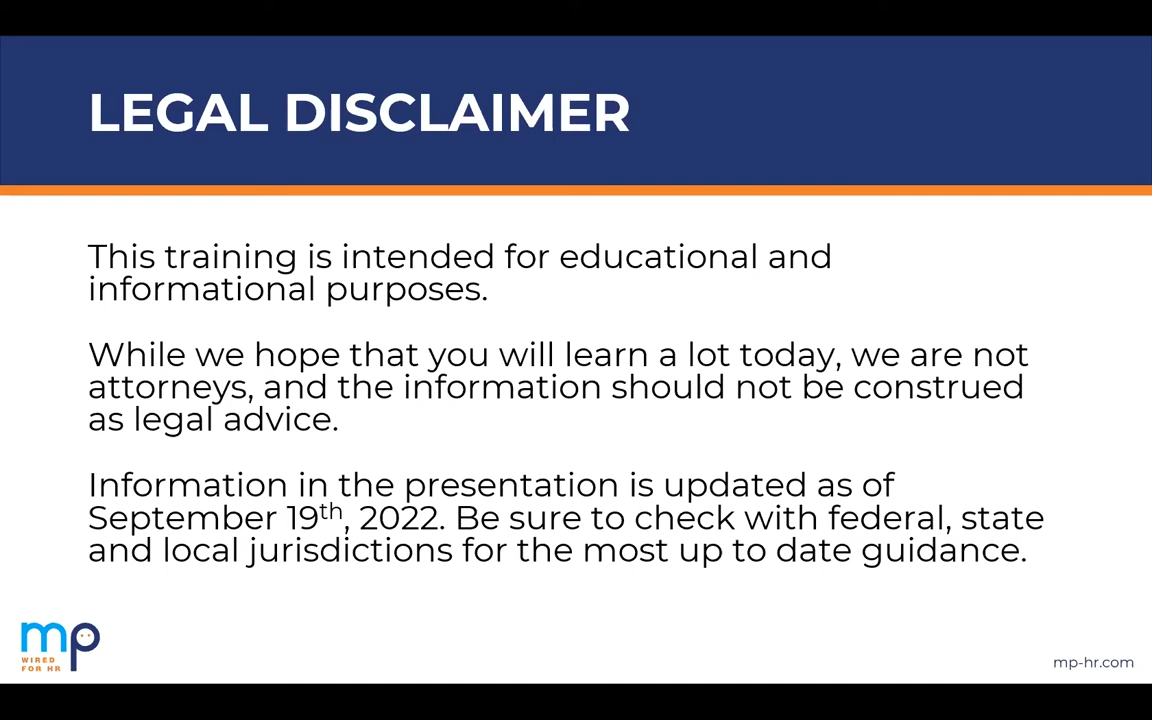 LEGAL DISCLAIMER
This training is intended for educational and
informational purposes.
While we hope that you will learn a lot today, we are not
attorneys, and the information should not be construed
as legal advice.
Information in the presentation is updated as of
September 19th, 2022. Be sure to check with federal, state
and local jurisdictions for the most up to date guidance.
mp
WIRED
FOR HR
mp-hr.com